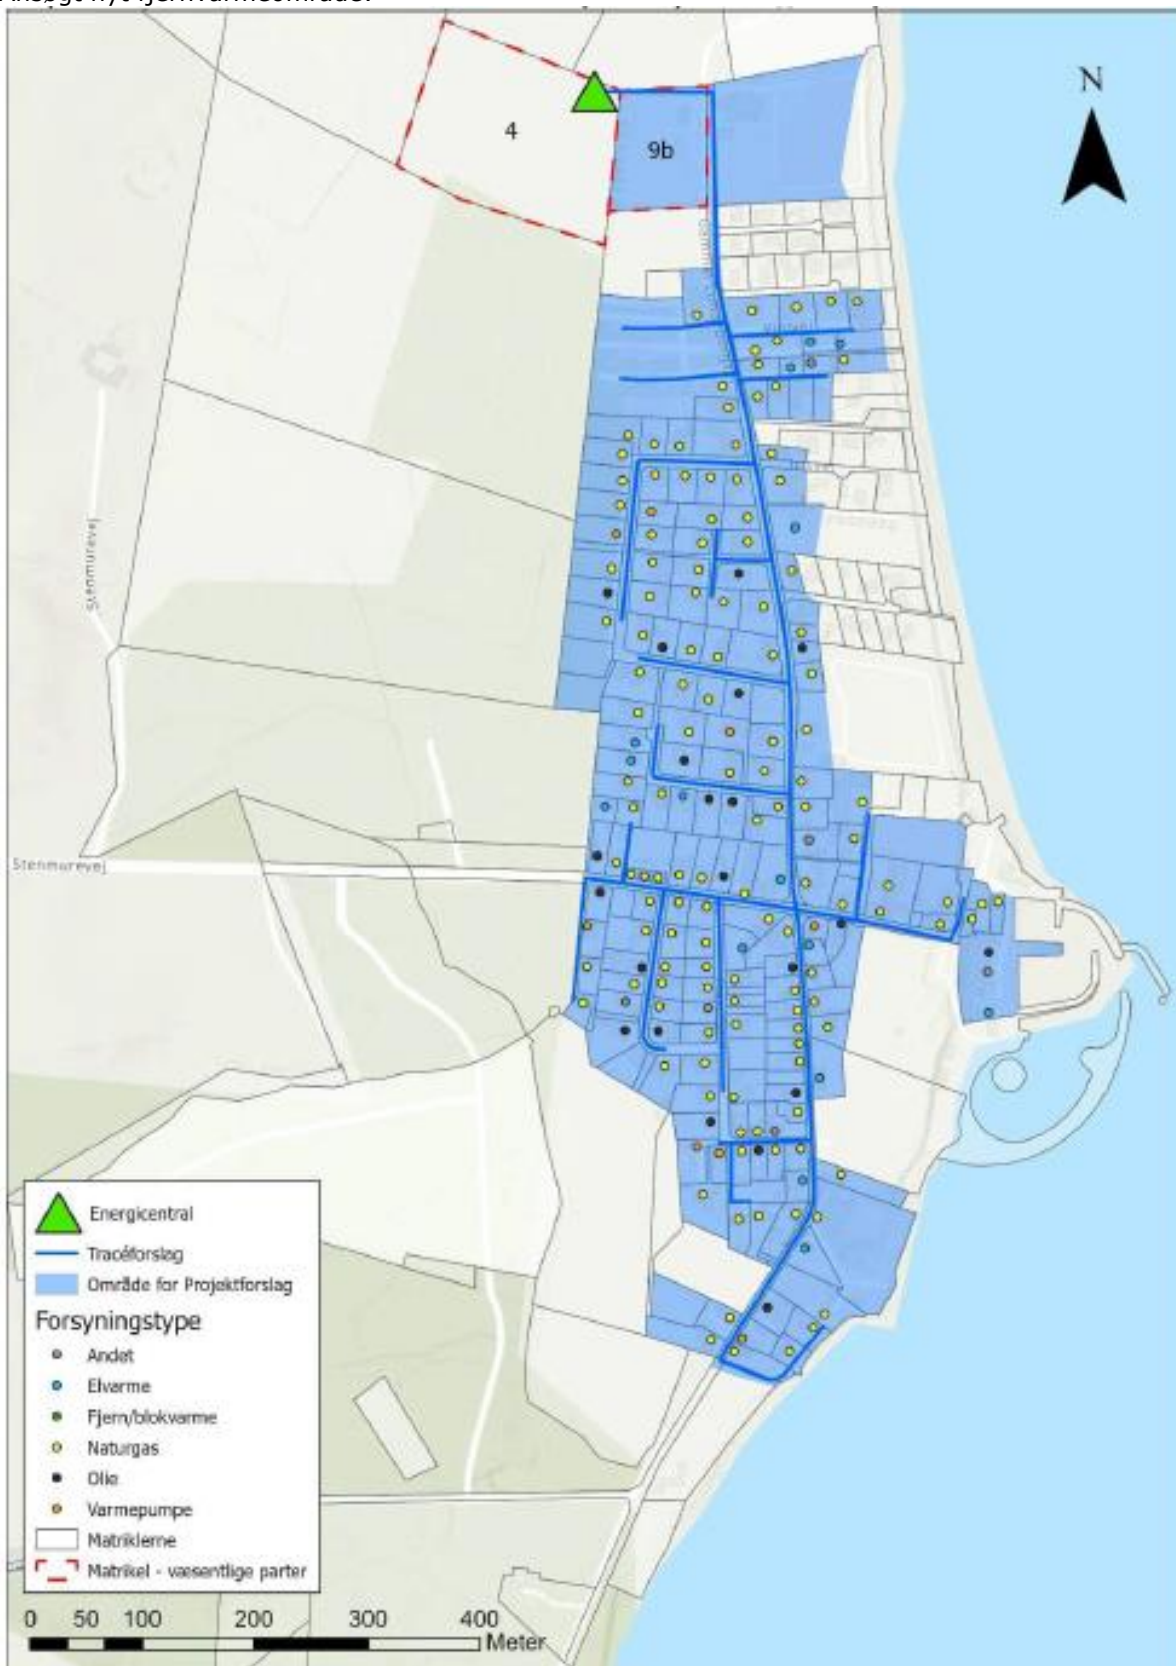 N
4
9b
Stenmurevej
Stenmurevej
Energicentral
Tracéforslag
Område for Projektforslag
Forsyningstype
Andet
Elvarme
Fjern/blokvarme
Naturgas
Olie
Varmepumpe
Matriklerne
Matrikel - væsentlige parter
0 50 100 200 300 400
Meter